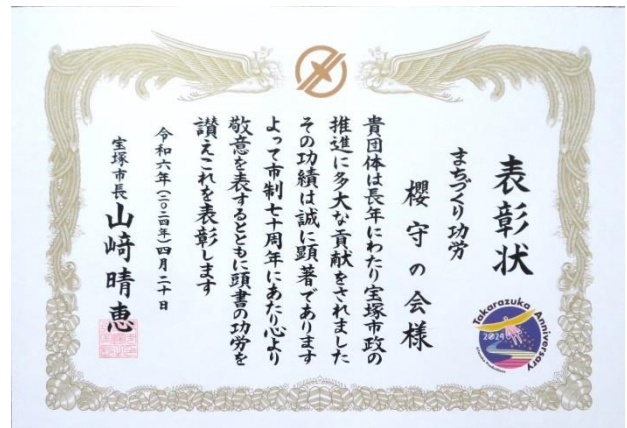 表彰状
まちづくり功労
櫻守の会様
貴団体は長年にわたり宝塚市政の
推進に多大な貢献をされました
その功績は誠に顕著であります
よって市制七十周年にあたり心より
敬意を表するとともに頭書の功労を
讃えこれを表彰します
令和六年(二〇二四年)四月二十日
宝塚市長 山﨑晴恵
Takarazuka Anniversary
2024